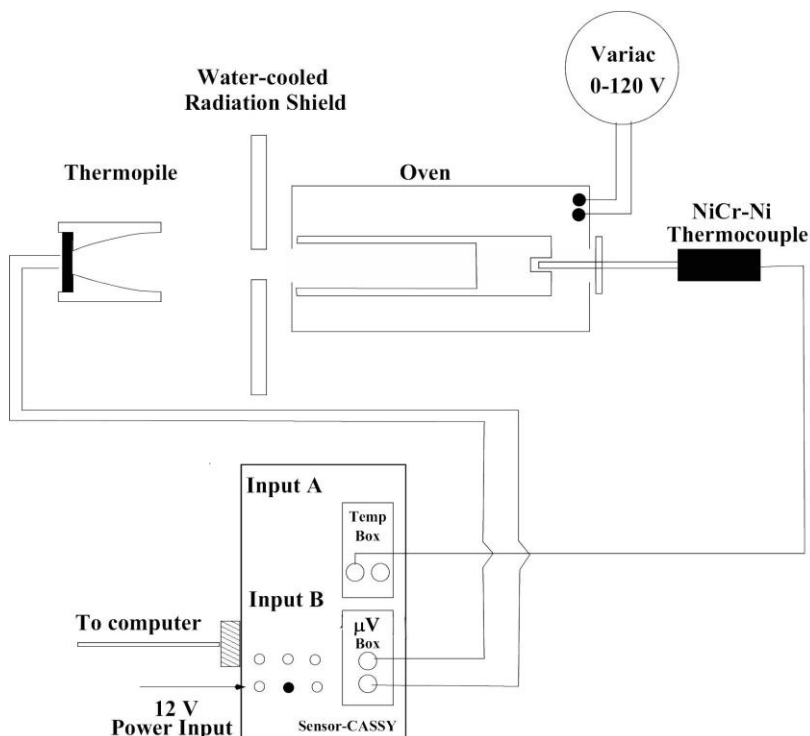 Variac
0-120 V
Water-cooled
Radiation Shield
Thermopile
Oven
NiCr-Ni
Thermocouple
Input A
Temp
Box
Input B
To computer
μV
Box
12 V
Power Input
Sensor-CASSY